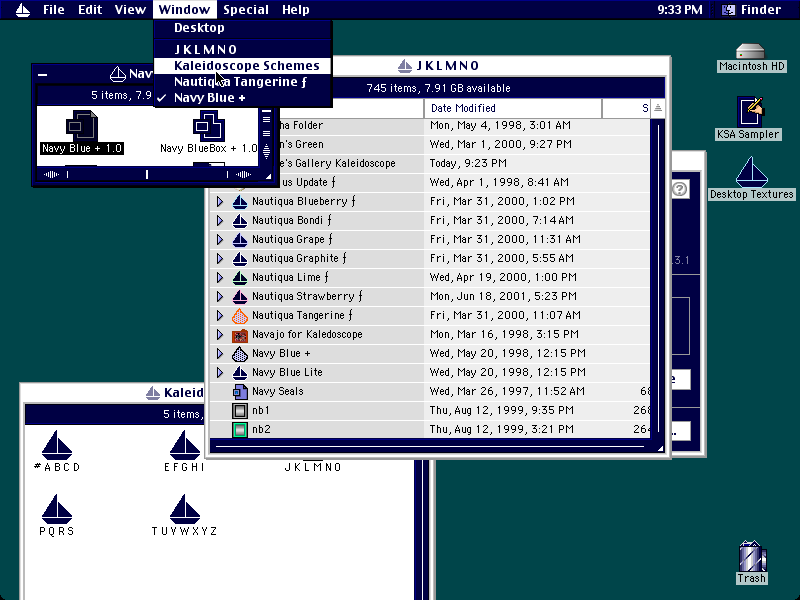 File Edit View Window Special Help 9:33 PM Finder
Desktop
J K L M N O
Kaleidoscope Schemes
Nautiqua Tangerine ƒ
✓ Navy Blue +
Nav
5 items, 7.9
Navy Blue + 1.0
Navy BlueBox + 1.0
J K L M N O
745 items, 7.91 GB available
Date Modified S
ha Folder Mon, May 4, 1998, 3:01 AM
n's Green Wed, Mar 1, 2000, 9:27 PM
e's Gallery Kaleidoscope Today, 9:23 PM
us Update ƒ Wed, Apr 1, 1998, 8:41 AM
Nautiqua Blueberry ƒ Fri, Mar 31, 2000, 1:02 PM
Nautiqua Bondi ƒ Fri, Mar 31, 2000, 7:14 AM
Nautiqua Grape ƒ Fri, Mar 31, 2000, 11:31 AM
Nautiqua Graphite ƒ Fri, Mar 31, 2000, 5:55 AM
Nautiqua Lime ƒ Wed, Apr 19, 2000, 1:00 PM
Nautiqua Strawberry ƒ Mon, Jun 18, 2001, 5:23 PM
Nautiqua Tangerine ƒ Fri, Mar 31, 2000, 11:07 AM
Navajo for Kaledoscope Mon, Mar 16, 1998, 3:15 PM
Navy Blue + Wed, May 20, 1998, 12:15 PM
Navy Blue Lite Wed, May 20, 1998, 12:15 PM
Navy Seals Wed, Mar 26, 1997, 11:52 AM 68
nb1 Thu, Aug 12, 1999, 9:35 PM 268
nb2 Thu, Aug 12, 1999, 3:21 PM 264
Macintosh HD
KSA Sampler
Desktop Textures
?
.3.1
e
..
Kaleid
5 items,
#ABCD
EFGHI
JKLMNO
PQRS
TUVWXYZ
Trash